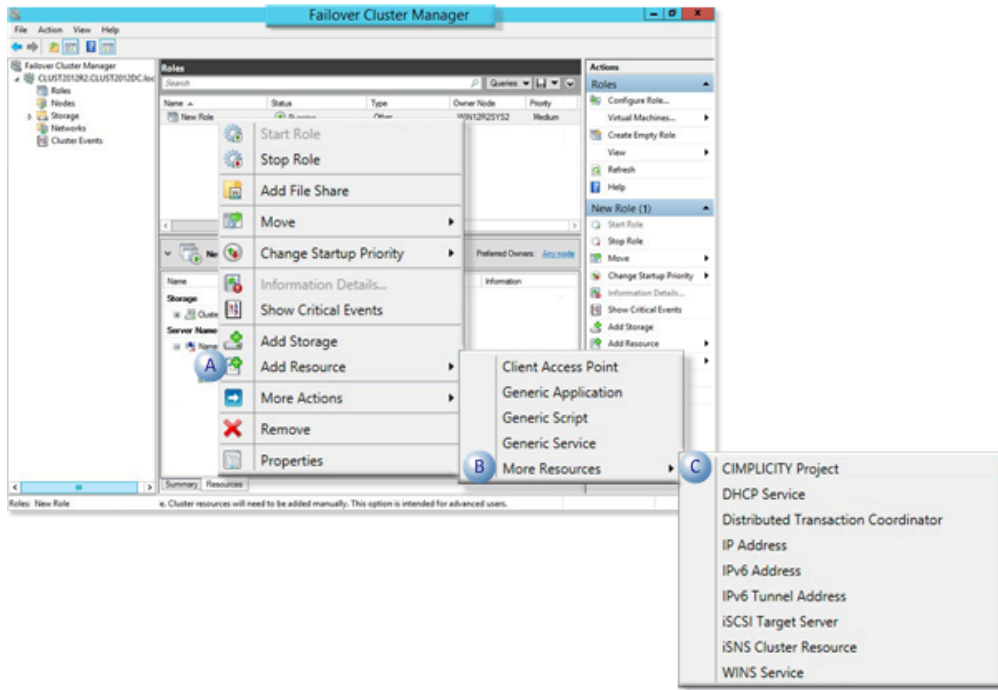 Failover Cluster Manager
File Action View Help
Failover Cluster Manager
CLUST2012R2.CLUST2012DC.loc
Roles
Nodes
Storage
Networks
Cluster Events
Roles
Search
Queries
Name Status Type Owner Node Priority
New Role Running Other WIN12R2SYS2 Medium
Start Role
Stop Role
Add File Share
Move
Change Startup Priority
Information Details...
Show Critical Events
Add Storage
A Add Resource
More Actions
Remove
Properties
Preferred Owners: Any node
Name
Information
Storage
Server Name
Summary Resources
Client Access Point
Generic Application
Generic Script
Generic Service
B More Resources
C CIMPLICITY Project
DHCP Service
Distributed Transaction Coordinator
IP Address
IPv6 Address
IPv6 Tunnel Address
iSCSI Target Server
iSNS Cluster Resource
WINS Service
Actions
Roles
Configure Role...
Virtual Machines...
Create Empty Role
View
Refresh
Help
New Role (1)
Start Role
Stop Role
Move
Change Startup Priority
Information Details...
Show Critical Events
Add Storage
Add Resource
Roles: New Role
e. Cluster resources will need to be added manually. This option is intended for advanced users.